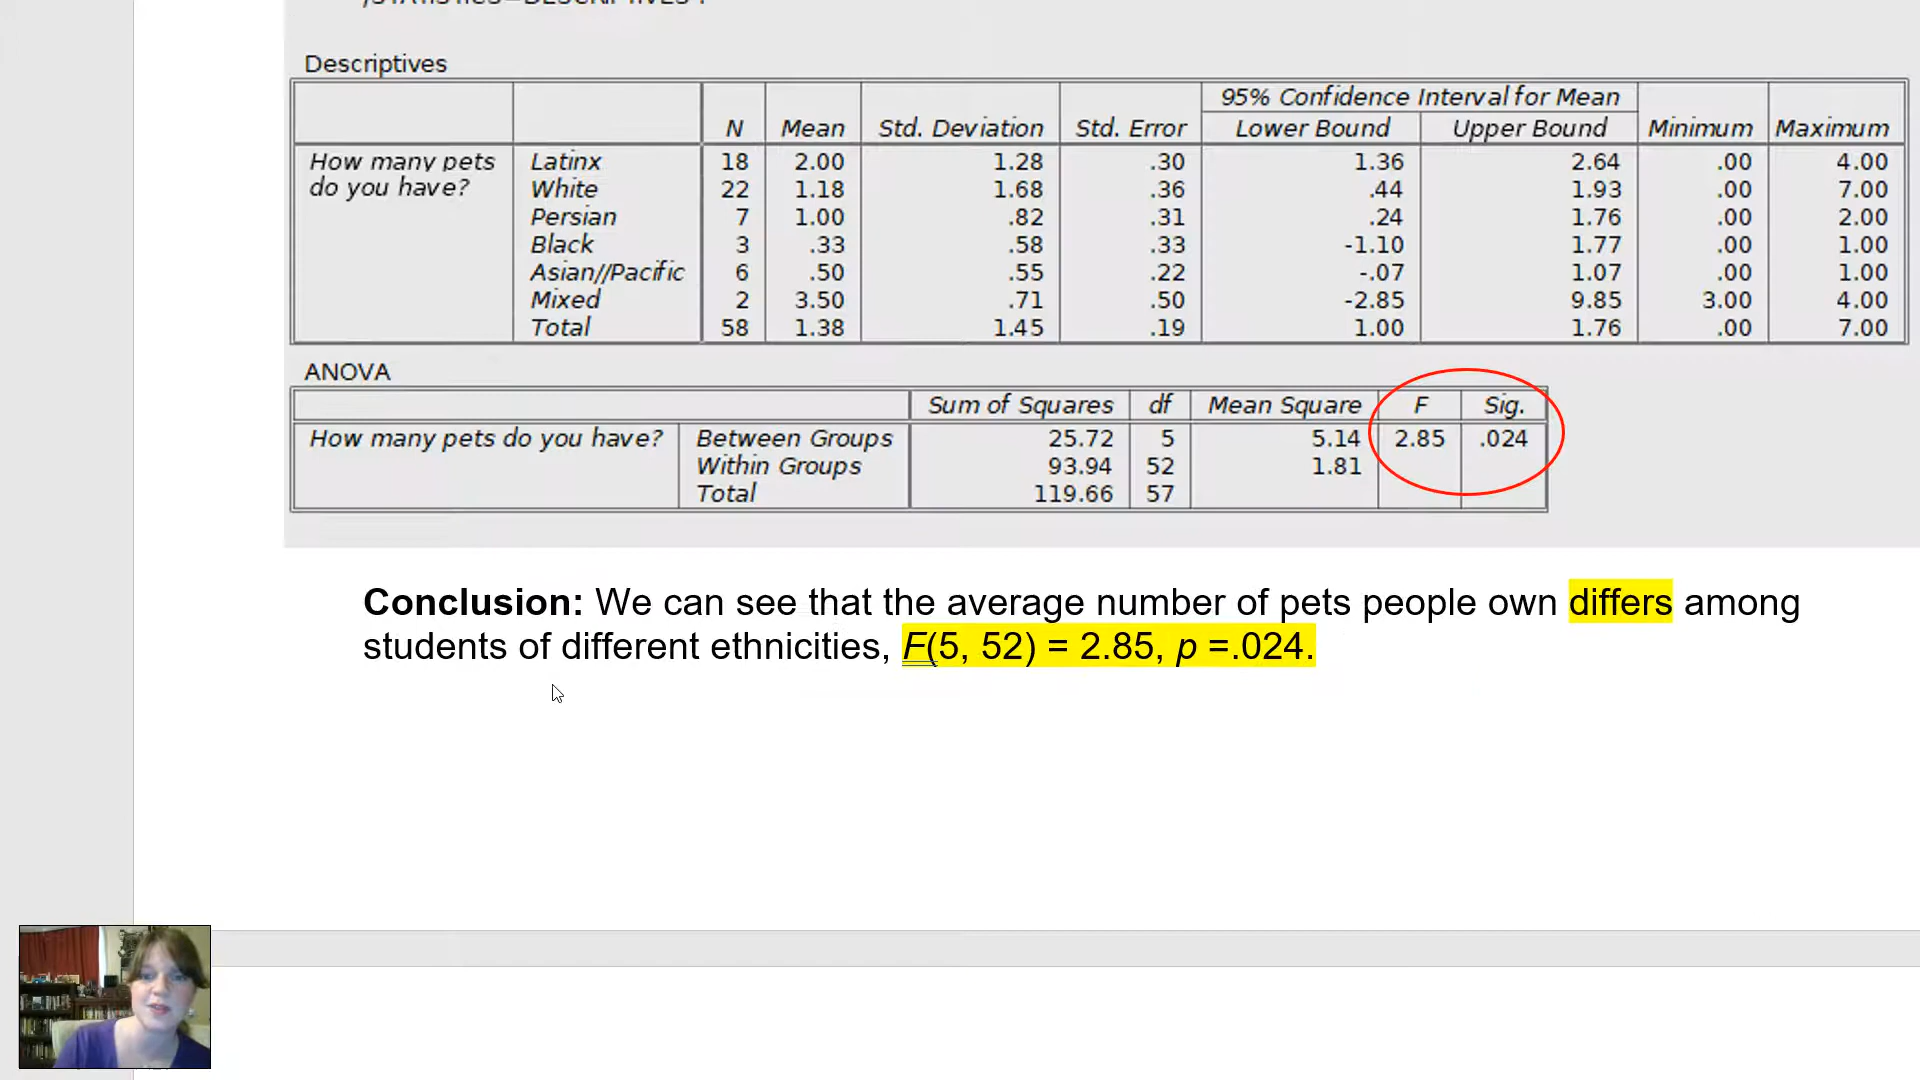 /STATISTICS=DESCRIPTIVES .
Descriptives
95% Confidence Interval for Mean
N Mean Std. Deviation Std. Error Lower Bound Upper Bound Minimum Maximum
How many pets do you have? Latinx 18 2.00 1.28 .30 1.36 2.64 .00 4.00
White 22 1.18 1.68 .36 .44 1.93 .00 7.00
Persian 7 1.00 .82 .31 .24 1.76 .00 2.00
Black 3 .33 .58 .33 -1.10 1.77 .00 1.00
Asian//Pacific 6 .50 .55 .22 -.07 1.07 .00 1.00
Mixed 2 3.50 .71 .50 -2.85 9.85 3.00 4.00
Total 58 1.38 1.45 .19 1.00 1.76 .00 7.00
ANOVA
Sum of Squares df Mean Square F Sig.
How many pets do you have? Between Groups 25.72 5 5.14 2.85 .024
Within Groups 93.94 52 1.81
Total 119.66 57
Conclusion: We can see that the average number of pets people own differs among
students of different ethnicities, F(5, 52) = 2.85, p =.024.